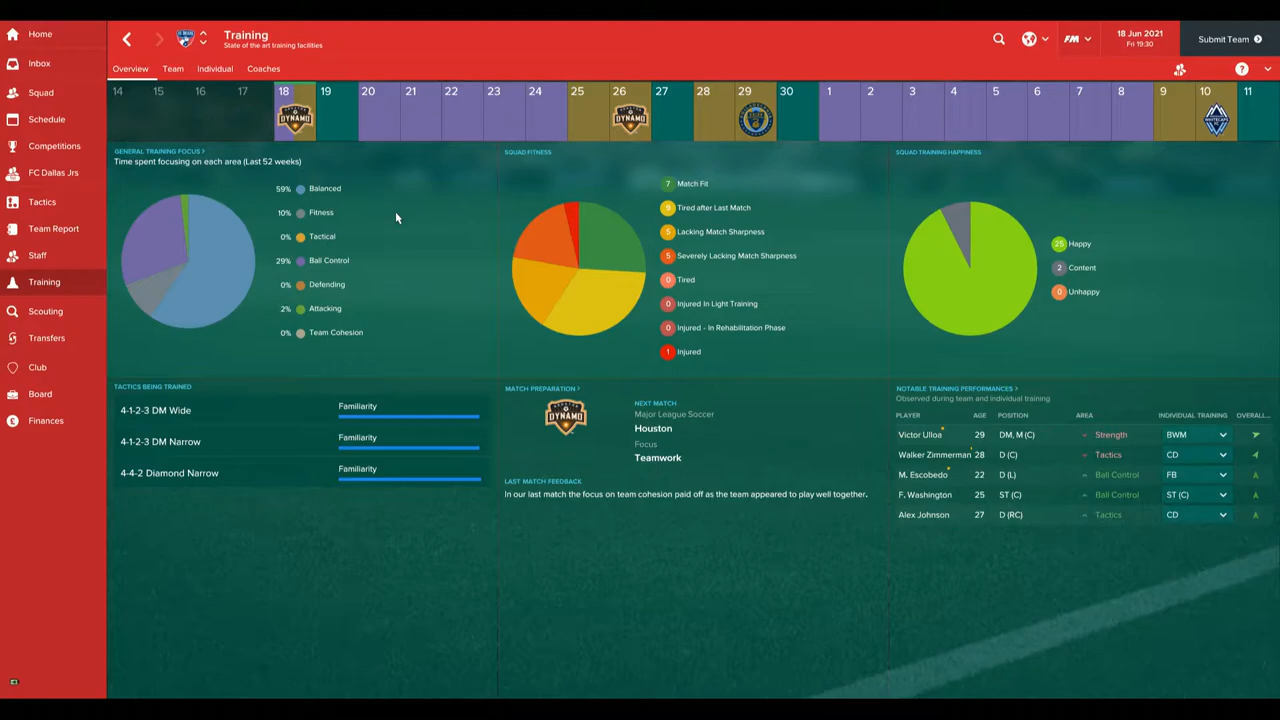 Home
Inbox
Squad
Schedule
Competitions
FC Dallas Jrs
Tactics
Team Report
Staff
Training
Scouting
Transfers
Club
Board
Finances
Training
State of the art training facilities
FM
18 Jun 2021
Fri 19:30
Submit Team
Overview Team Individual Coaches
14 15 16 17 18 19 20 21 22 23 24 25 26 27 28 29 30 1 2 3 4 5 6 7 8 9 10 11
DYNAMO DYNAMO WHITECAPS
GENERAL TRAINING FOCUS >
Time spent focusing on each area (Last 52 weeks)
59% Balanced
10% Fitness
0% Tactical
29% Ball Control
0% Defending
2% Attacking
0% Team Cohesion
SQUAD FITNESS
7 Match Fit
9 Tired after Last Match
5 Lacking Match Sharpness
5 Severely Lacking Match Sharpness
0 Tired
0 Injured In Light Training
0 Injured - In Rehabilitation Phase
1 Injured
SQUAD TRAINING HAPPINESS
25 Happy
2 Content
0 Unhappy
TACTICS BEING TRAINED
4-1-2-3 DM Wide Familiarity
4-1-2-3 DM Narrow Familiarity
4-4-2 Diamond Narrow Familiarity
MATCH PREPARATION >
DYNAMO
NEXT MATCH
Major League Soccer
Houston
Focus
Teamwork
LAST MATCH FEEDBACK
In our last match the focus on team cohesion paid off as the team appeared to play well together.
NOTABLE TRAINING PERFORMANCES >
Observed during team and individual training
PLAYER AGE POSITION AREA INDIVIDUAL TRAINING OVERALL...
Victor Ulloa 29 DM, M (C) Strength BWM
Walker Zimmerman 28 D (C) Tactics CD
M. Escobedo 22 D (L) Ball Control FB
F. Washington 25 ST (C) Ball Control ST (C)
Alex Johnson 27 D (RC) Tactics CD